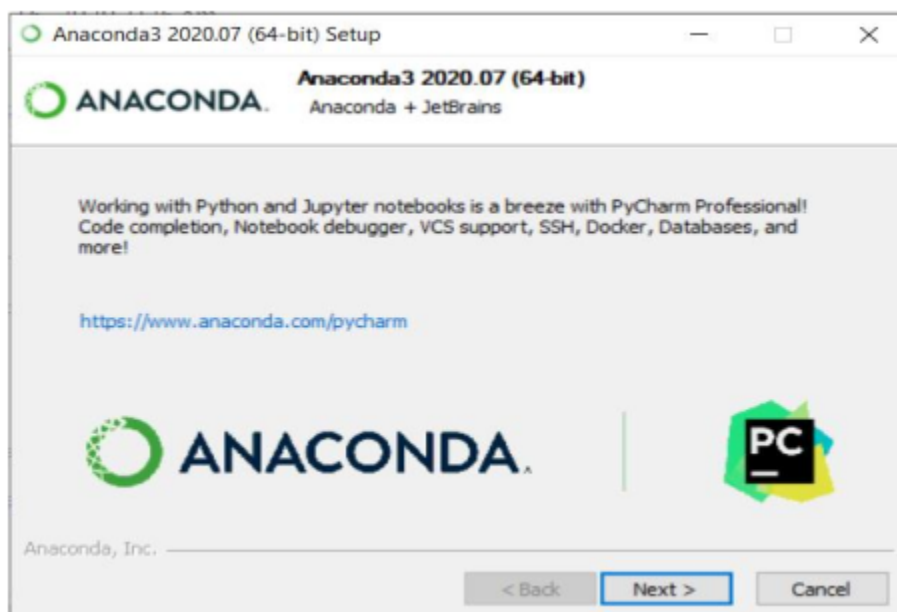 Anaconda3 2020.07 (64-bit) Setup
ANACONDA.
Anaconda3 2020.07 (64-bit)
Anaconda + JetBrains
Working with Python and Jupyter notebooks is a breeze with PyCharm Professional!
Code completion, Notebook debugger, VCS support, SSH, Docker, Databases, and
more!
https://www.anaconda.com/pycharm
ANACONDA.
PC
Anaconda, Inc.
< Back
Next >
Cancel